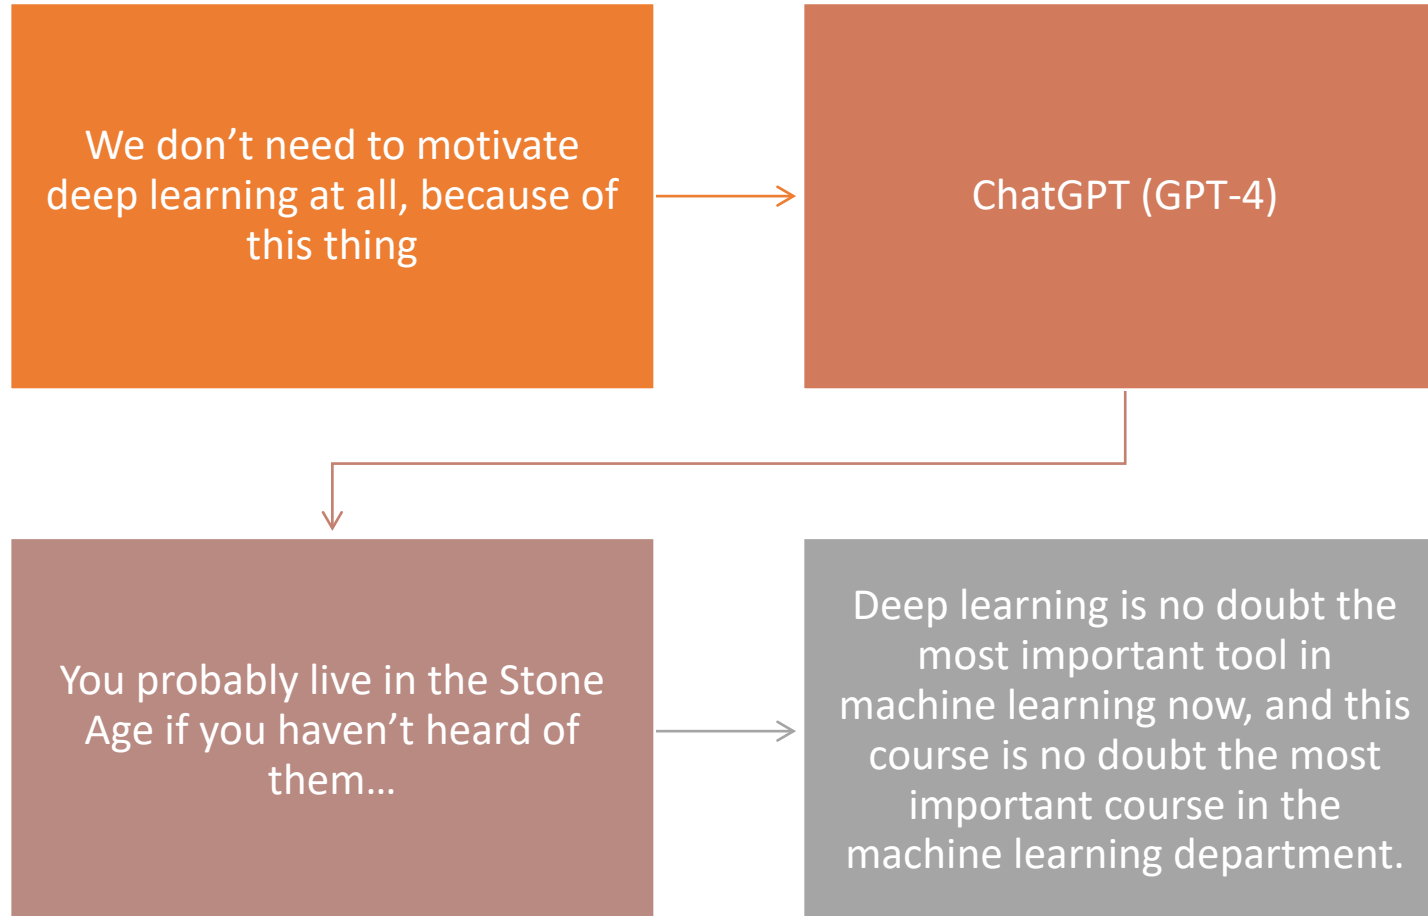 We don’t need to motivate
deep learning at all, because of
this thing
ChatGPT (GPT-4)
You probably live in the Stone
Age if you haven’t heard of
them…
Deep learning is no doubt the
most important tool in
machine learning now, and this
course is no doubt the most
important course in the
machine learning department.